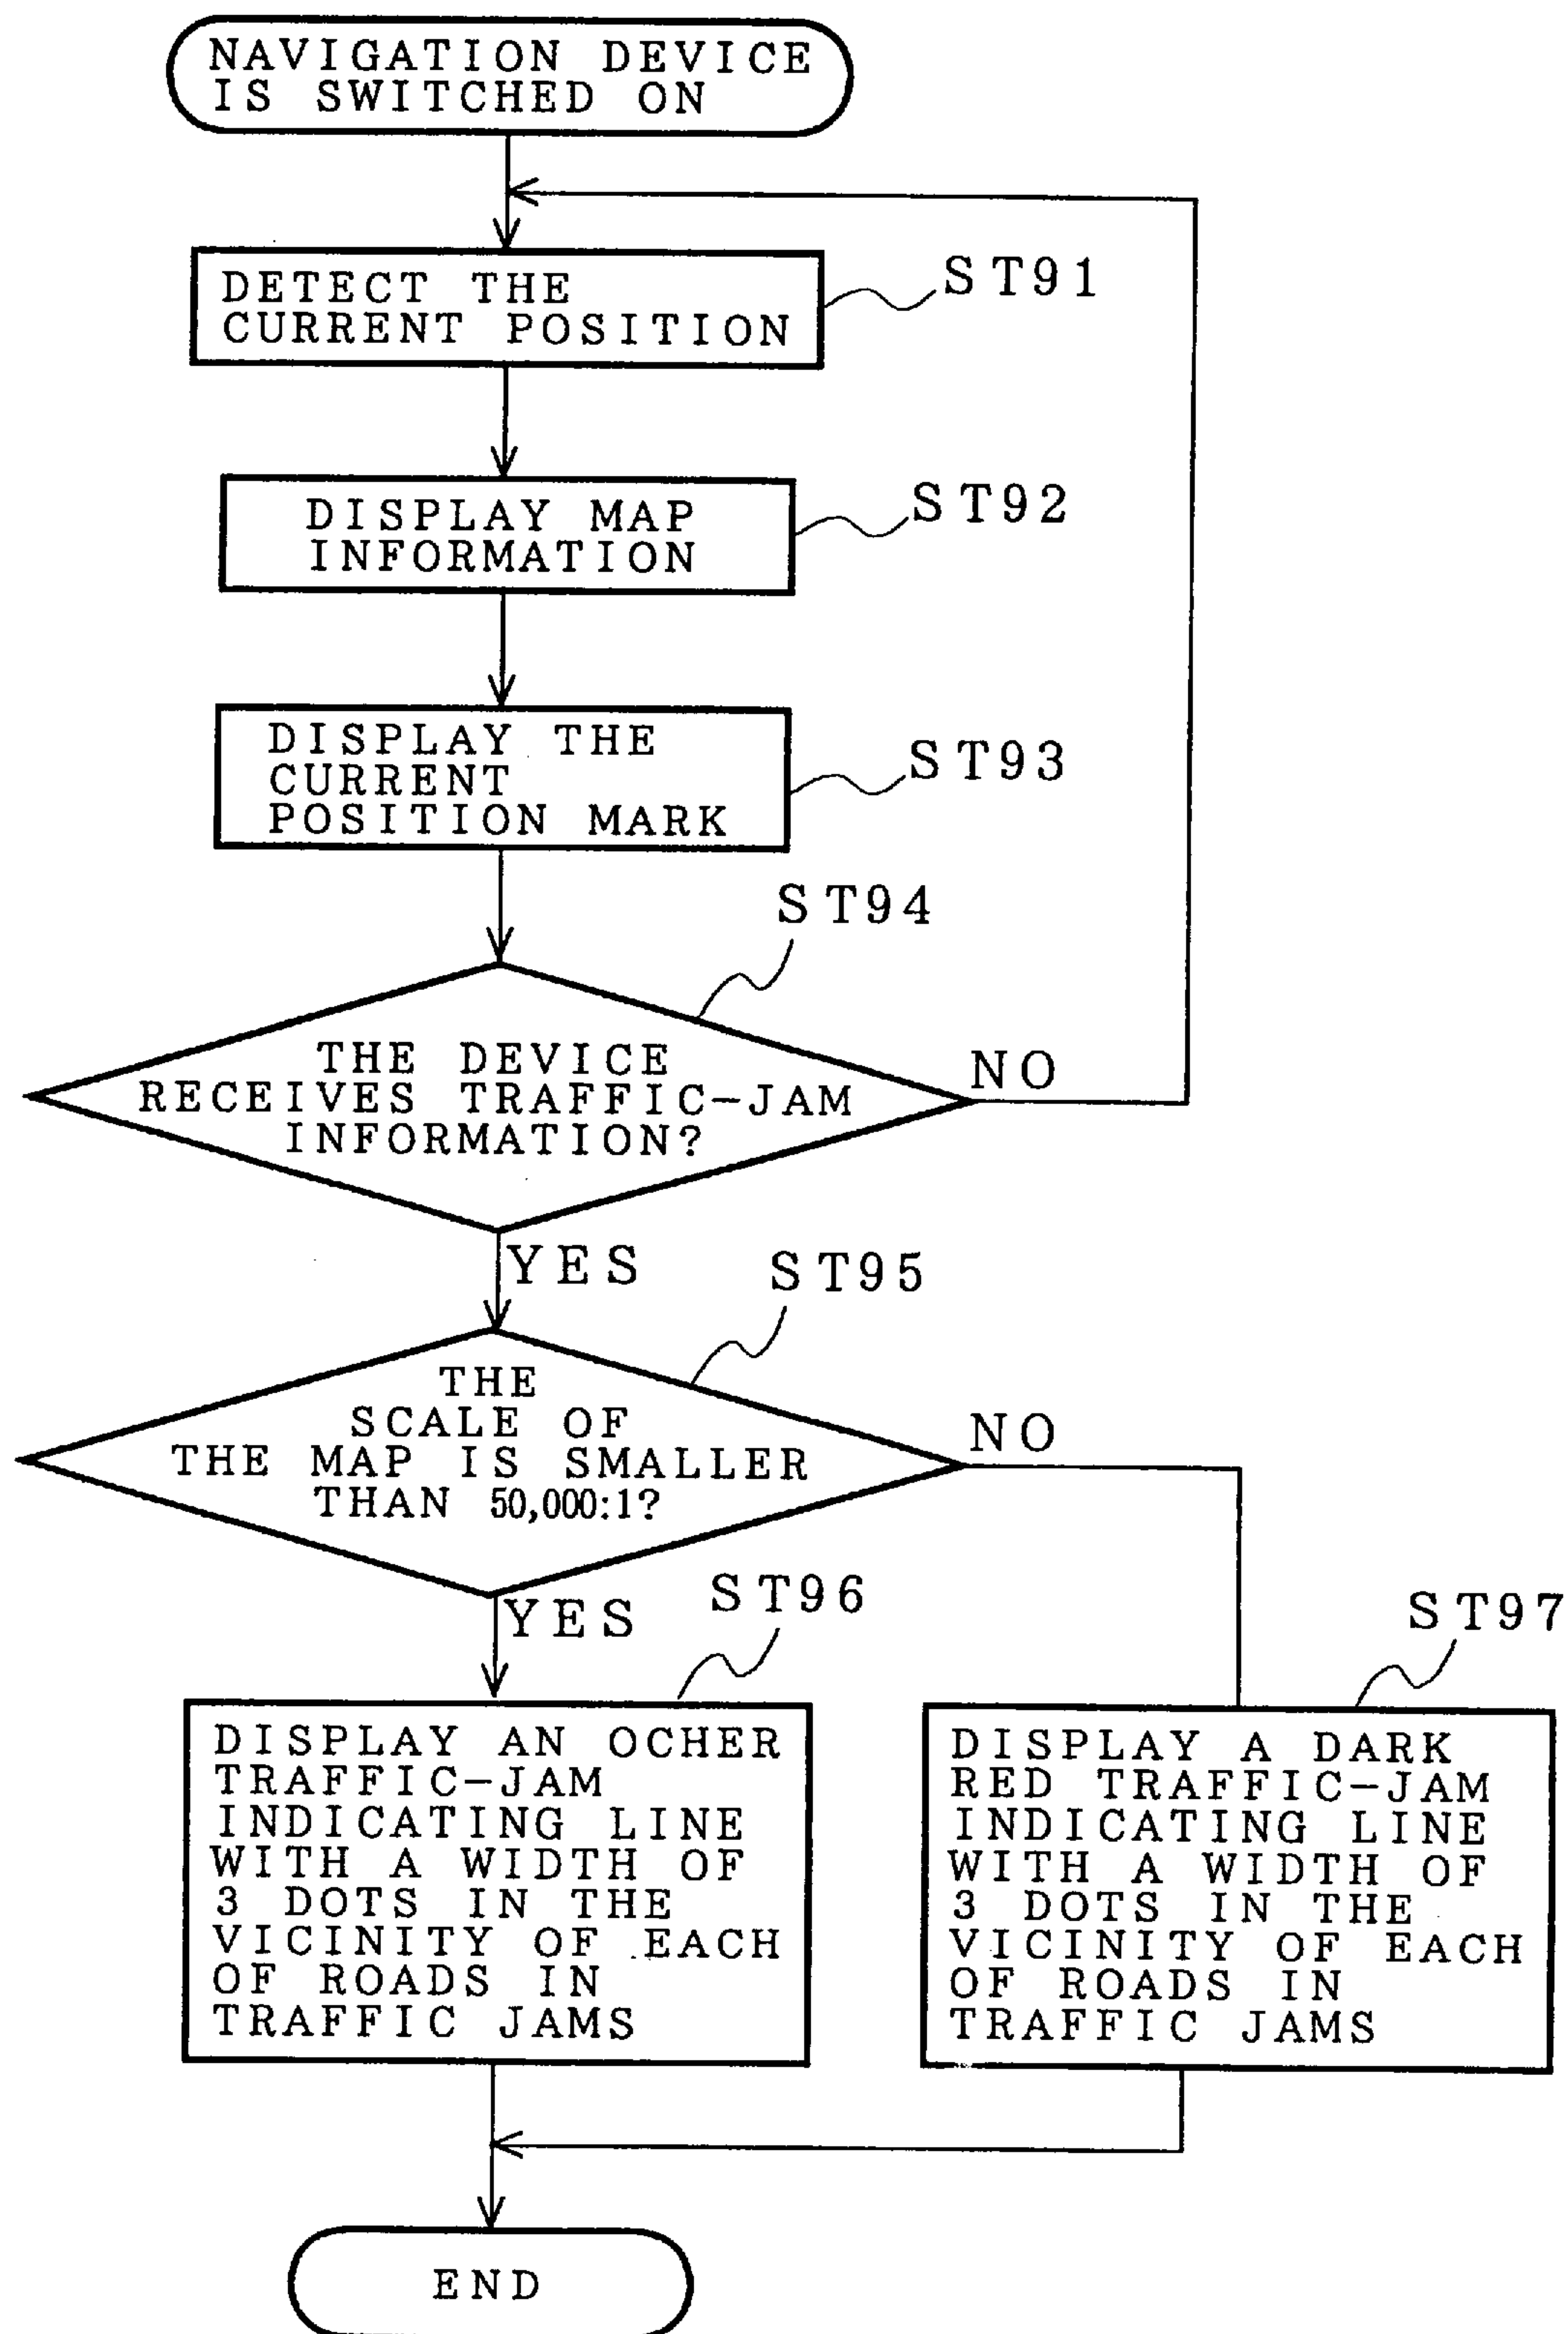 NAVIGATION DEVICE
IS SWITCHED ON
DETECT THE
CURRENT POSITION
ST91
DISPLAY MAP
INFORMATION
ST92
DISPLAY THE
CURRENT
POSITION MARK
ST93
ST94
THE DEVICE
RECEIVES TRAFFIC-JAM
INFORMATION?
NO
YES
ST95
THE
SCALE OF
THE MAP IS SMALLER
THAN 50,000:1?
NO
YES
ST96
ST97
DISPLAY AN OCHER
TRAFFIC-JAM
INDICATING LINE
WITH A WIDTH OF
3 DOTS IN THE
VICINITY OF EACH
OF ROADS IN
TRAFFIC JAMS
DISPLAY A DARK
RED TRAFFIC-JAM
INDICATING LINE
WITH A WIDTH OF
3 DOTS IN THE
VICINITY OF EACH
OF ROADS IN
TRAFFIC JAMS
END